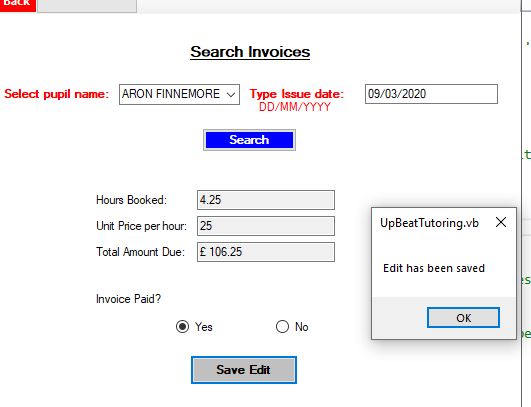 Back
Search Invoices
Select pupil name: ARON FINNEMORE Type Issue date: 09/03/2020
DD/MM/YYYY
Search
Hours Booked: 4.25
Unit Price per hour: 25
Total Amount Due: £ 106.25
Invoice Paid?
Yes No
Save Edit
UpBeatTutoring.vb
Edit has been saved
OK